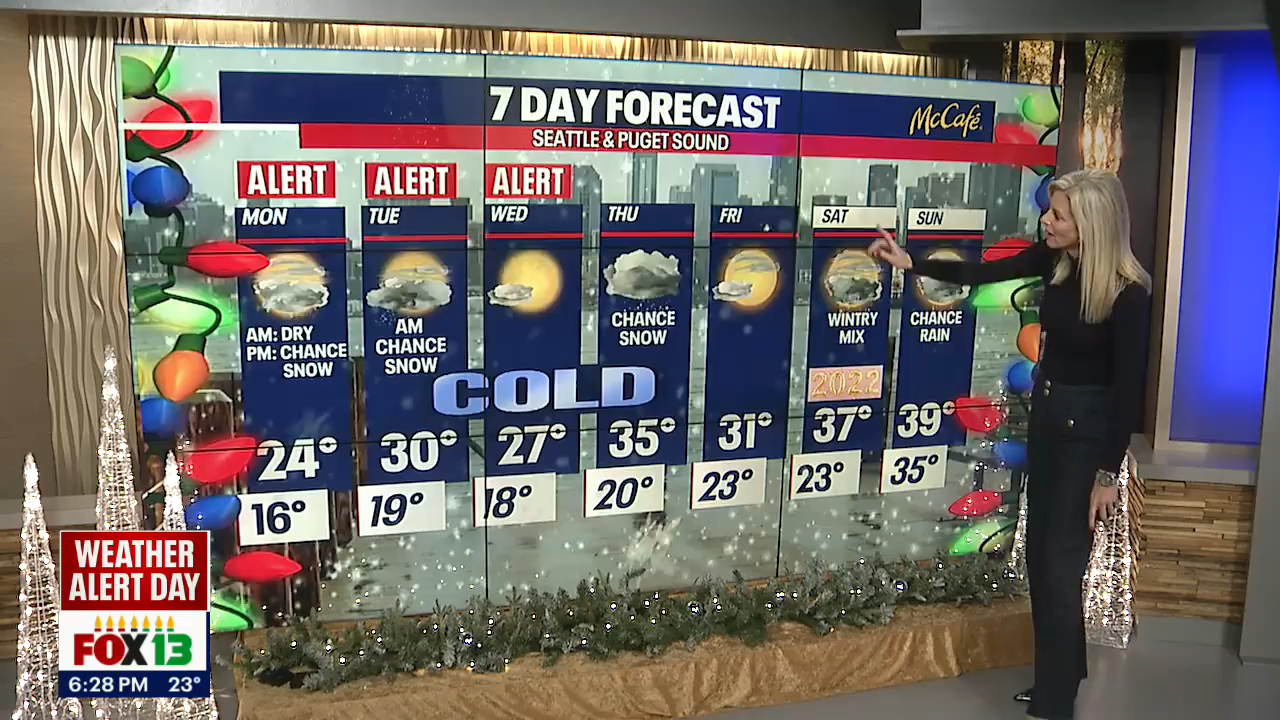 7 DAY FORECAST
McCafé
SEATTLE & PUGET SOUND
ALERT
ALERT
ALERT
MON
TUE
WED
THU
FRI
SAT
SUN
AM: DRY
PM: CHANCE
SNOW
AM
CHANCE
SNOW
CHANCE
SNOW
WINTRY
MIX
CHANCE
RAIN
COLD
2022
24°
30°
27°
35°
31°
37°
39°
16°
19°
18°
20°
23°
23°
35°
WEATHER
ALERT DAY
FOX 13
6:28 PM 23°